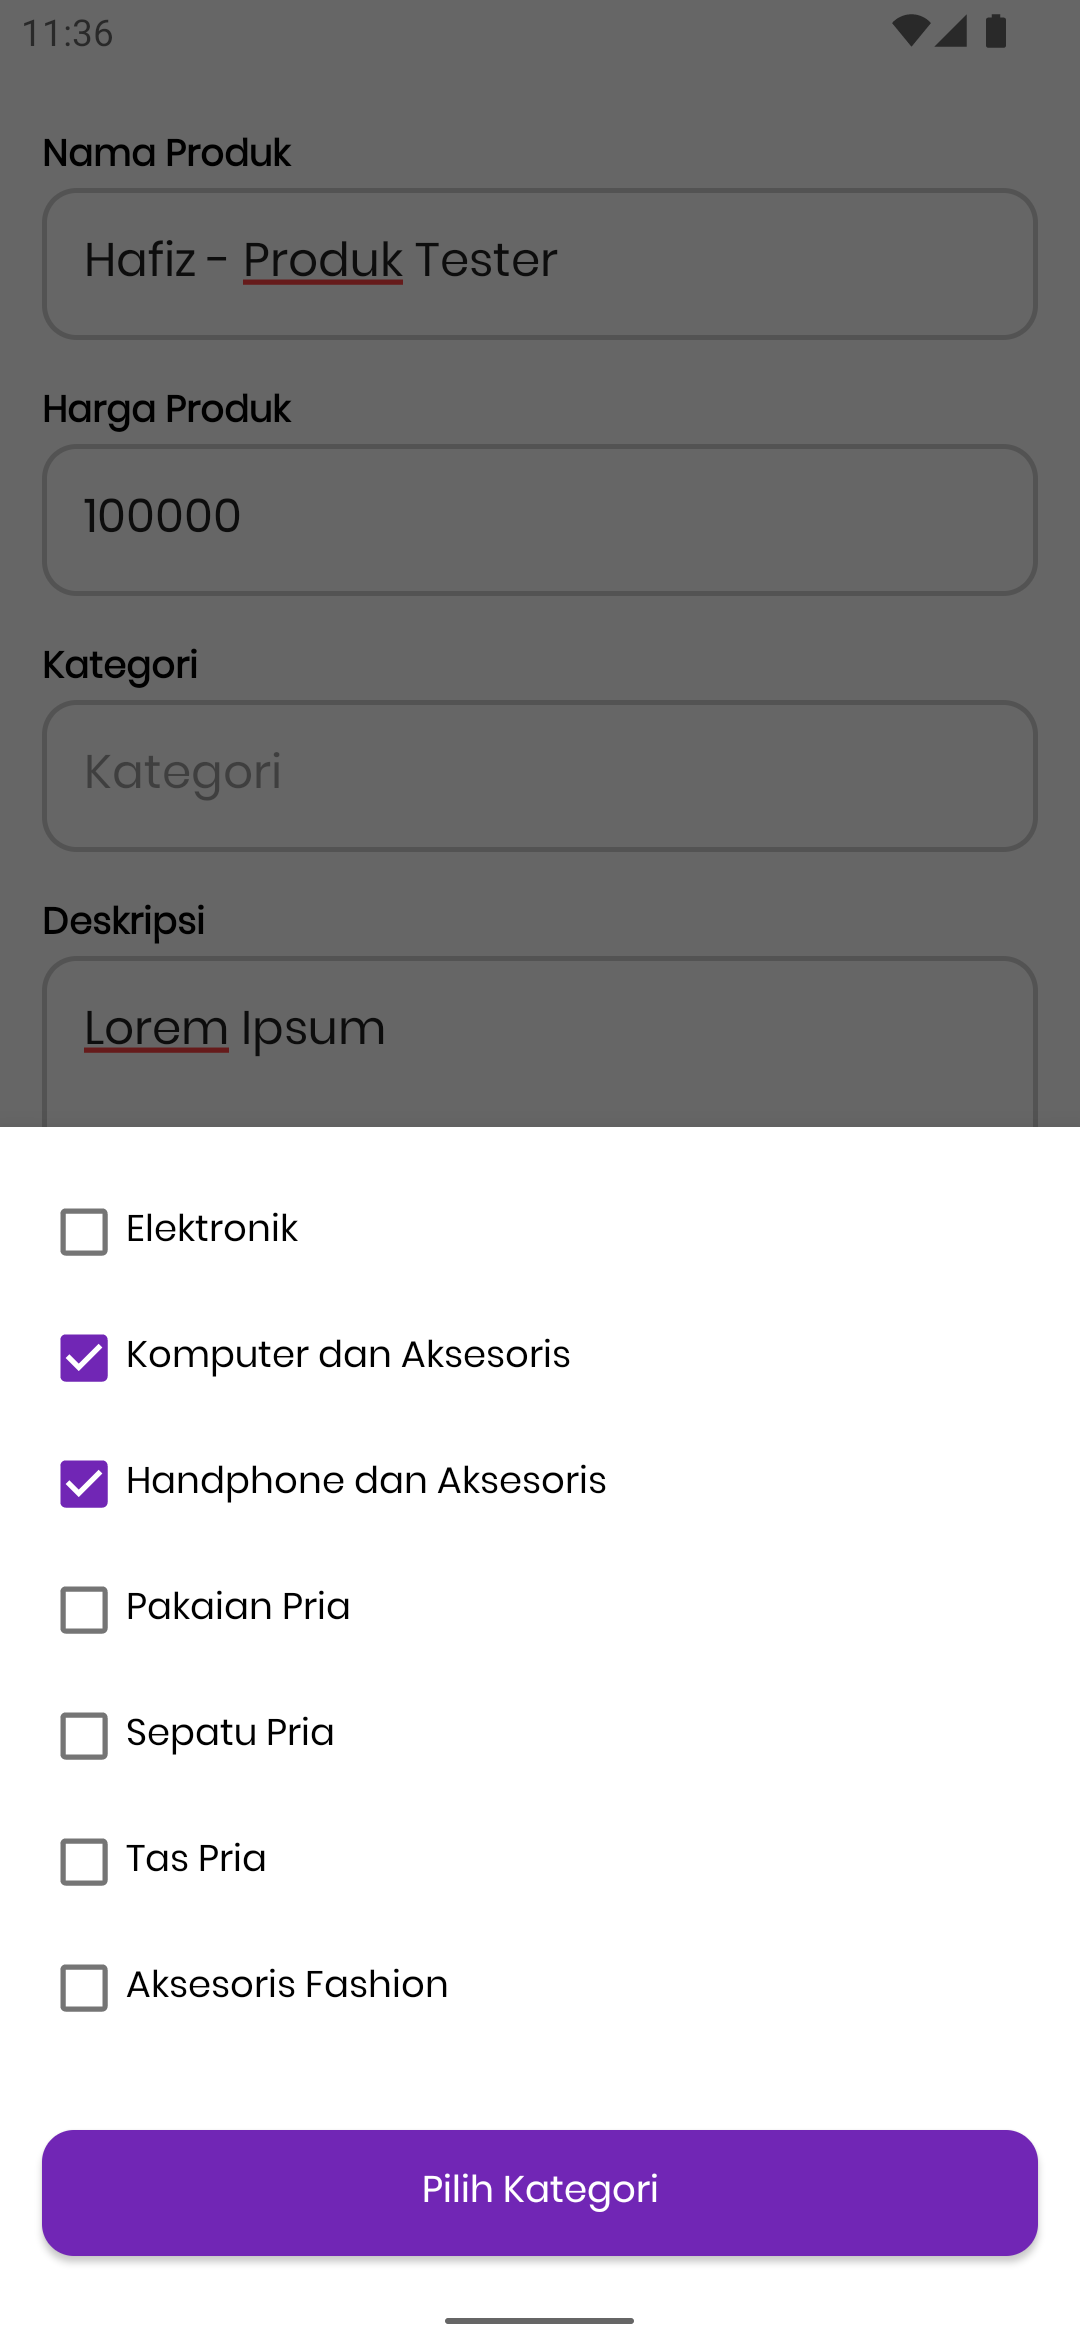 11:36
Nama Produk
Hafiz - Produk Tester
Harga Produk
100000
Kategori
Kategori
Deskripsi
Lorem Ipsum
Elektronik
Komputer dan Aksesoris
Handphone dan Aksesoris
Pakaian Pria
Sepatu Pria
Tas Pria
Aksesoris Fashion
Pilih Kategori